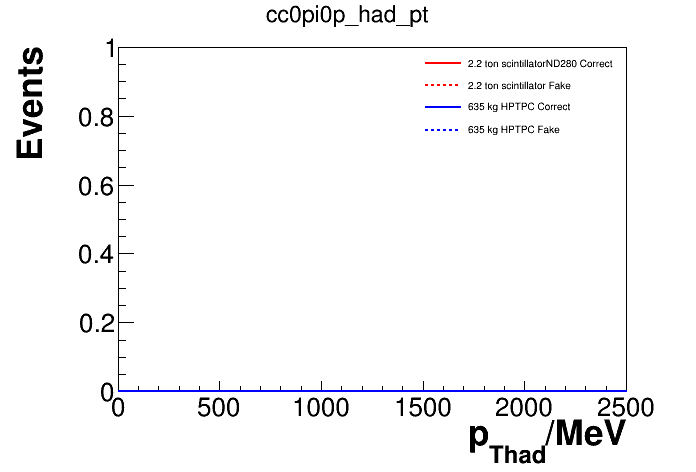 cc0pi0p_had_pt
Events
1
0.8
0.6
0.4
0.2
0
2.2 ton scintillatorND280 Correct
2.2 ton scintillator Fake
635 kg HPTPC Correct
635 kg HPTPC Fake
0 500 1000 1500 2000 2500
pThad/MeV